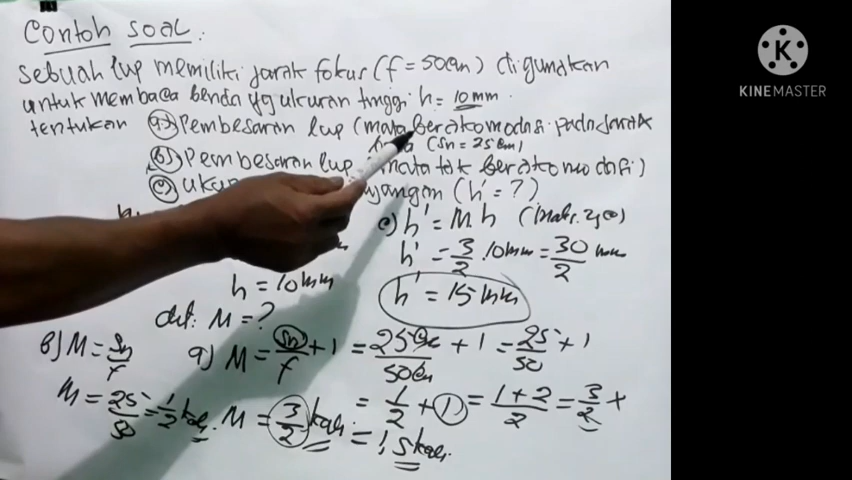 Contoh soal:
Sebuah lup memiliki jarak fokus (f = 50cm) digunakan
untuk membaca benda yg ukuran tinggi h = 10 mm.
tentukan a.) Pembesaran lup (mata berakomodasi pada jarak
(Sn = 25cm)
b.) Pembesaran lup mata tak berakomodasi)
c) uku bayangan (h' = ?)
c) h' = M.h
h' = 3/2 . 10mm = 30/2 mm
h = 10mm
h' = 15 mm
dit: M = ?
b) M = Sn/f
a) M = Sn/f + 1 = 25cm/50cm + 1 = 25/50 + 1
M = 25/50 = 1/2 kali.
= 1/2 + 1 = 1+2/2 = 3/2 x
M = 3/2 kali = 1,5 kali.
KINEMASTER